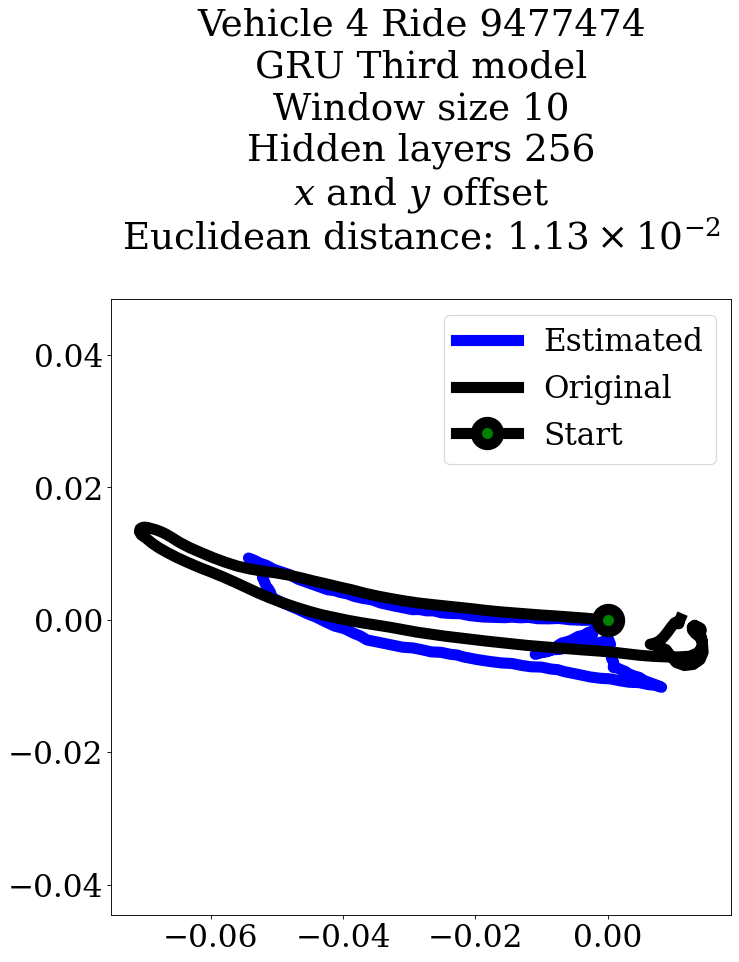 Vehicle 4 Ride 9477474
GRU Third model
Window size 10
Hidden layers 256
x and y offset
Euclidean distance: 1.13 × 10⁻²
Estimated
Original
Start
0.04
0.02
0.00
−0.02
−0.04
−0.06 −0.04 −0.02 0.00